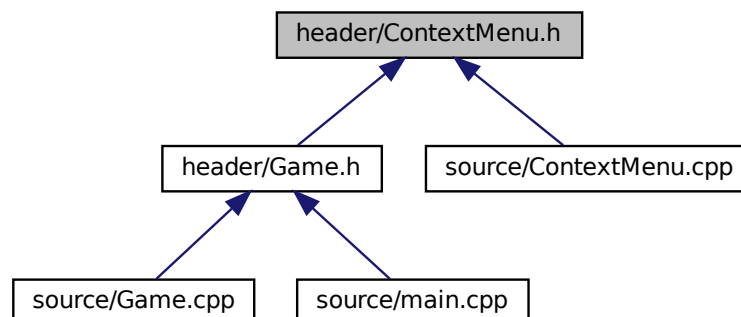 header/ContextMenu.h
header/Game.h
source/ContextMenu.cpp
source/Game.cpp
source/main.cpp